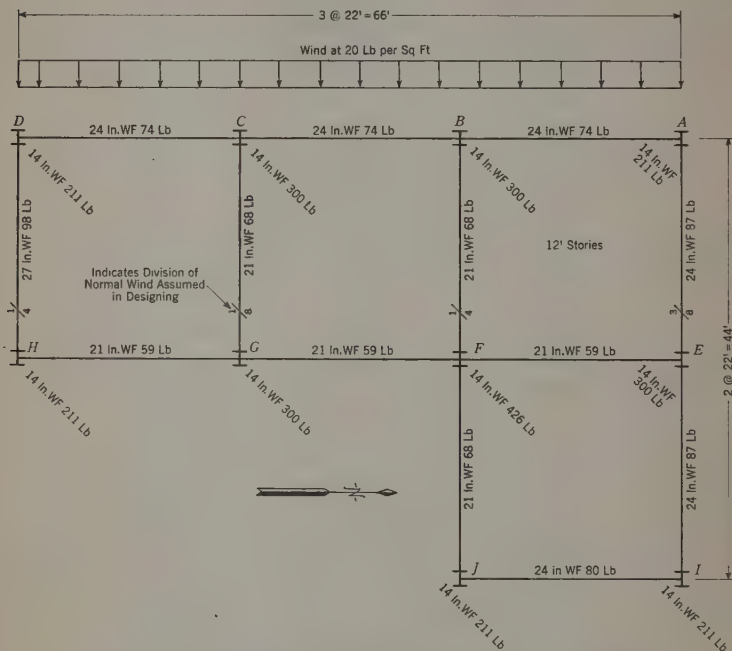 3 @ 22' = 66'
Wind at 20 Lb per Sq Ft
D
C
B
A
24 In.WF 74 Lb
24 In.WF 74 Lb
24 In.WF 74 Lb
14 In.WF 211 Lb
14 In.WF 300 Lb
14 In.WF 300 Lb
14 In.WF
211 Lb
27 In.WF 98 Lb
21 In.WF 68 Lb
21 In.WF 68 Lb
12' Stories
24 In.WF 87 Lb
Indicates Division of
Normal Wind Assumed
in Designing
1/4
1/8
1/4
3/8
2 @ 22' = 44'
H
G
F
E
21 In.WF 59 Lb
21 In.WF 59 Lb
21 In.WF 59 Lb
14 In.WF 211 Lb
14 In.WF 300 Lb
14 In.WF 426 Lb
14 In.WF
300 Lb
N
21 In.WF 68 Lb
24 In.WF 87 Lb
J
I
24 in WF 80 Lb
14 In.WF 211 Lb
14 In.WF 211 Lb